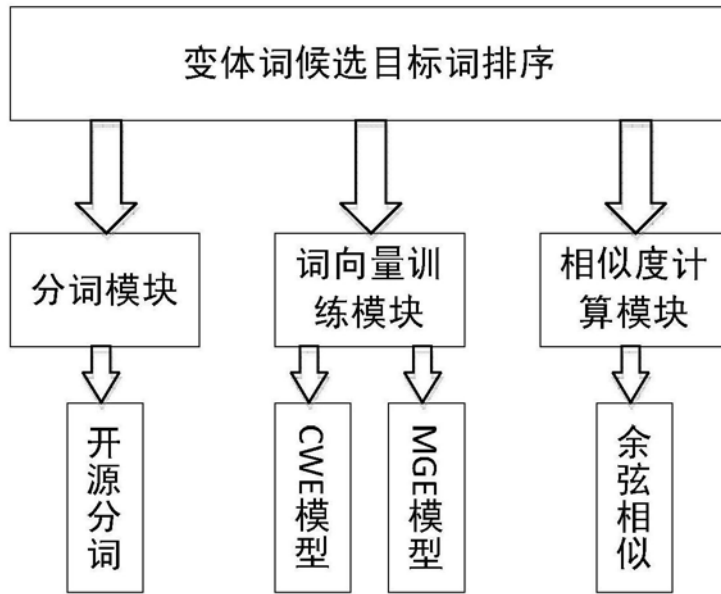 变体词候选目标词排序
分词模块
词向量训
练模块
相似度计
算模块
开源分词
CWE模型
MGE模型
余弦相似